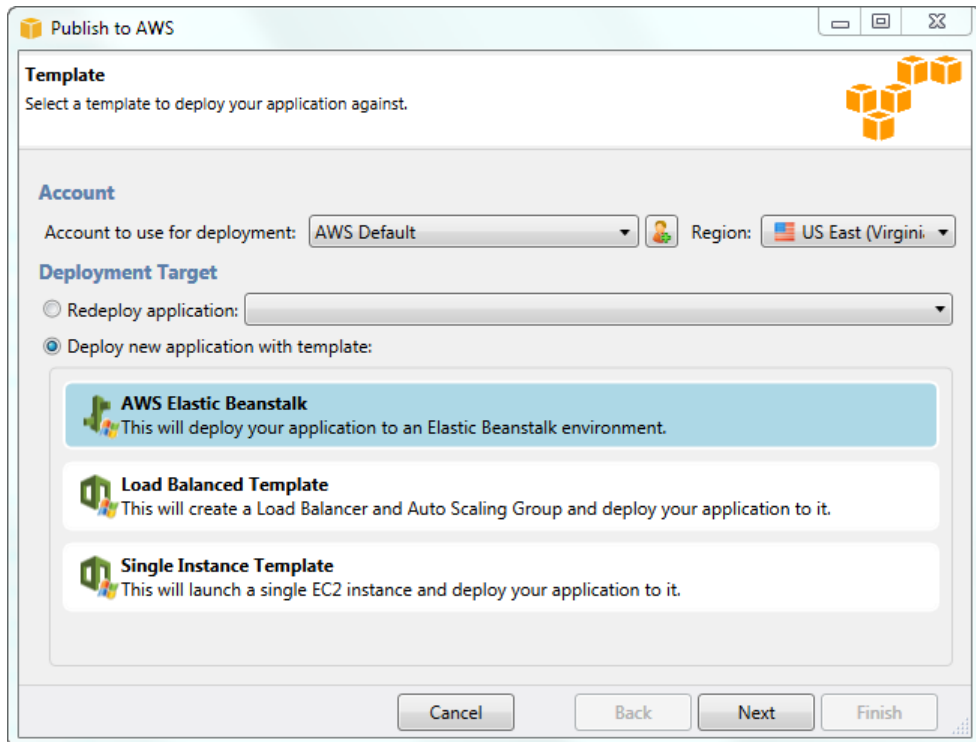 Publish to AWS
Template
Select a template to deploy your application against.
Account
Account to use for deployment: AWS Default Region: US East (Virgini
Deployment Target
Redeploy application:
Deploy new application with template:
AWS Elastic Beanstalk
This will deploy your application to an Elastic Beanstalk environment.
Load Balanced Template
This will create a Load Balancer and Auto Scaling Group and deploy your application to it.
Single Instance Template
This will launch a single EC2 instance and deploy your application to it.
Cancel Back Next Finish